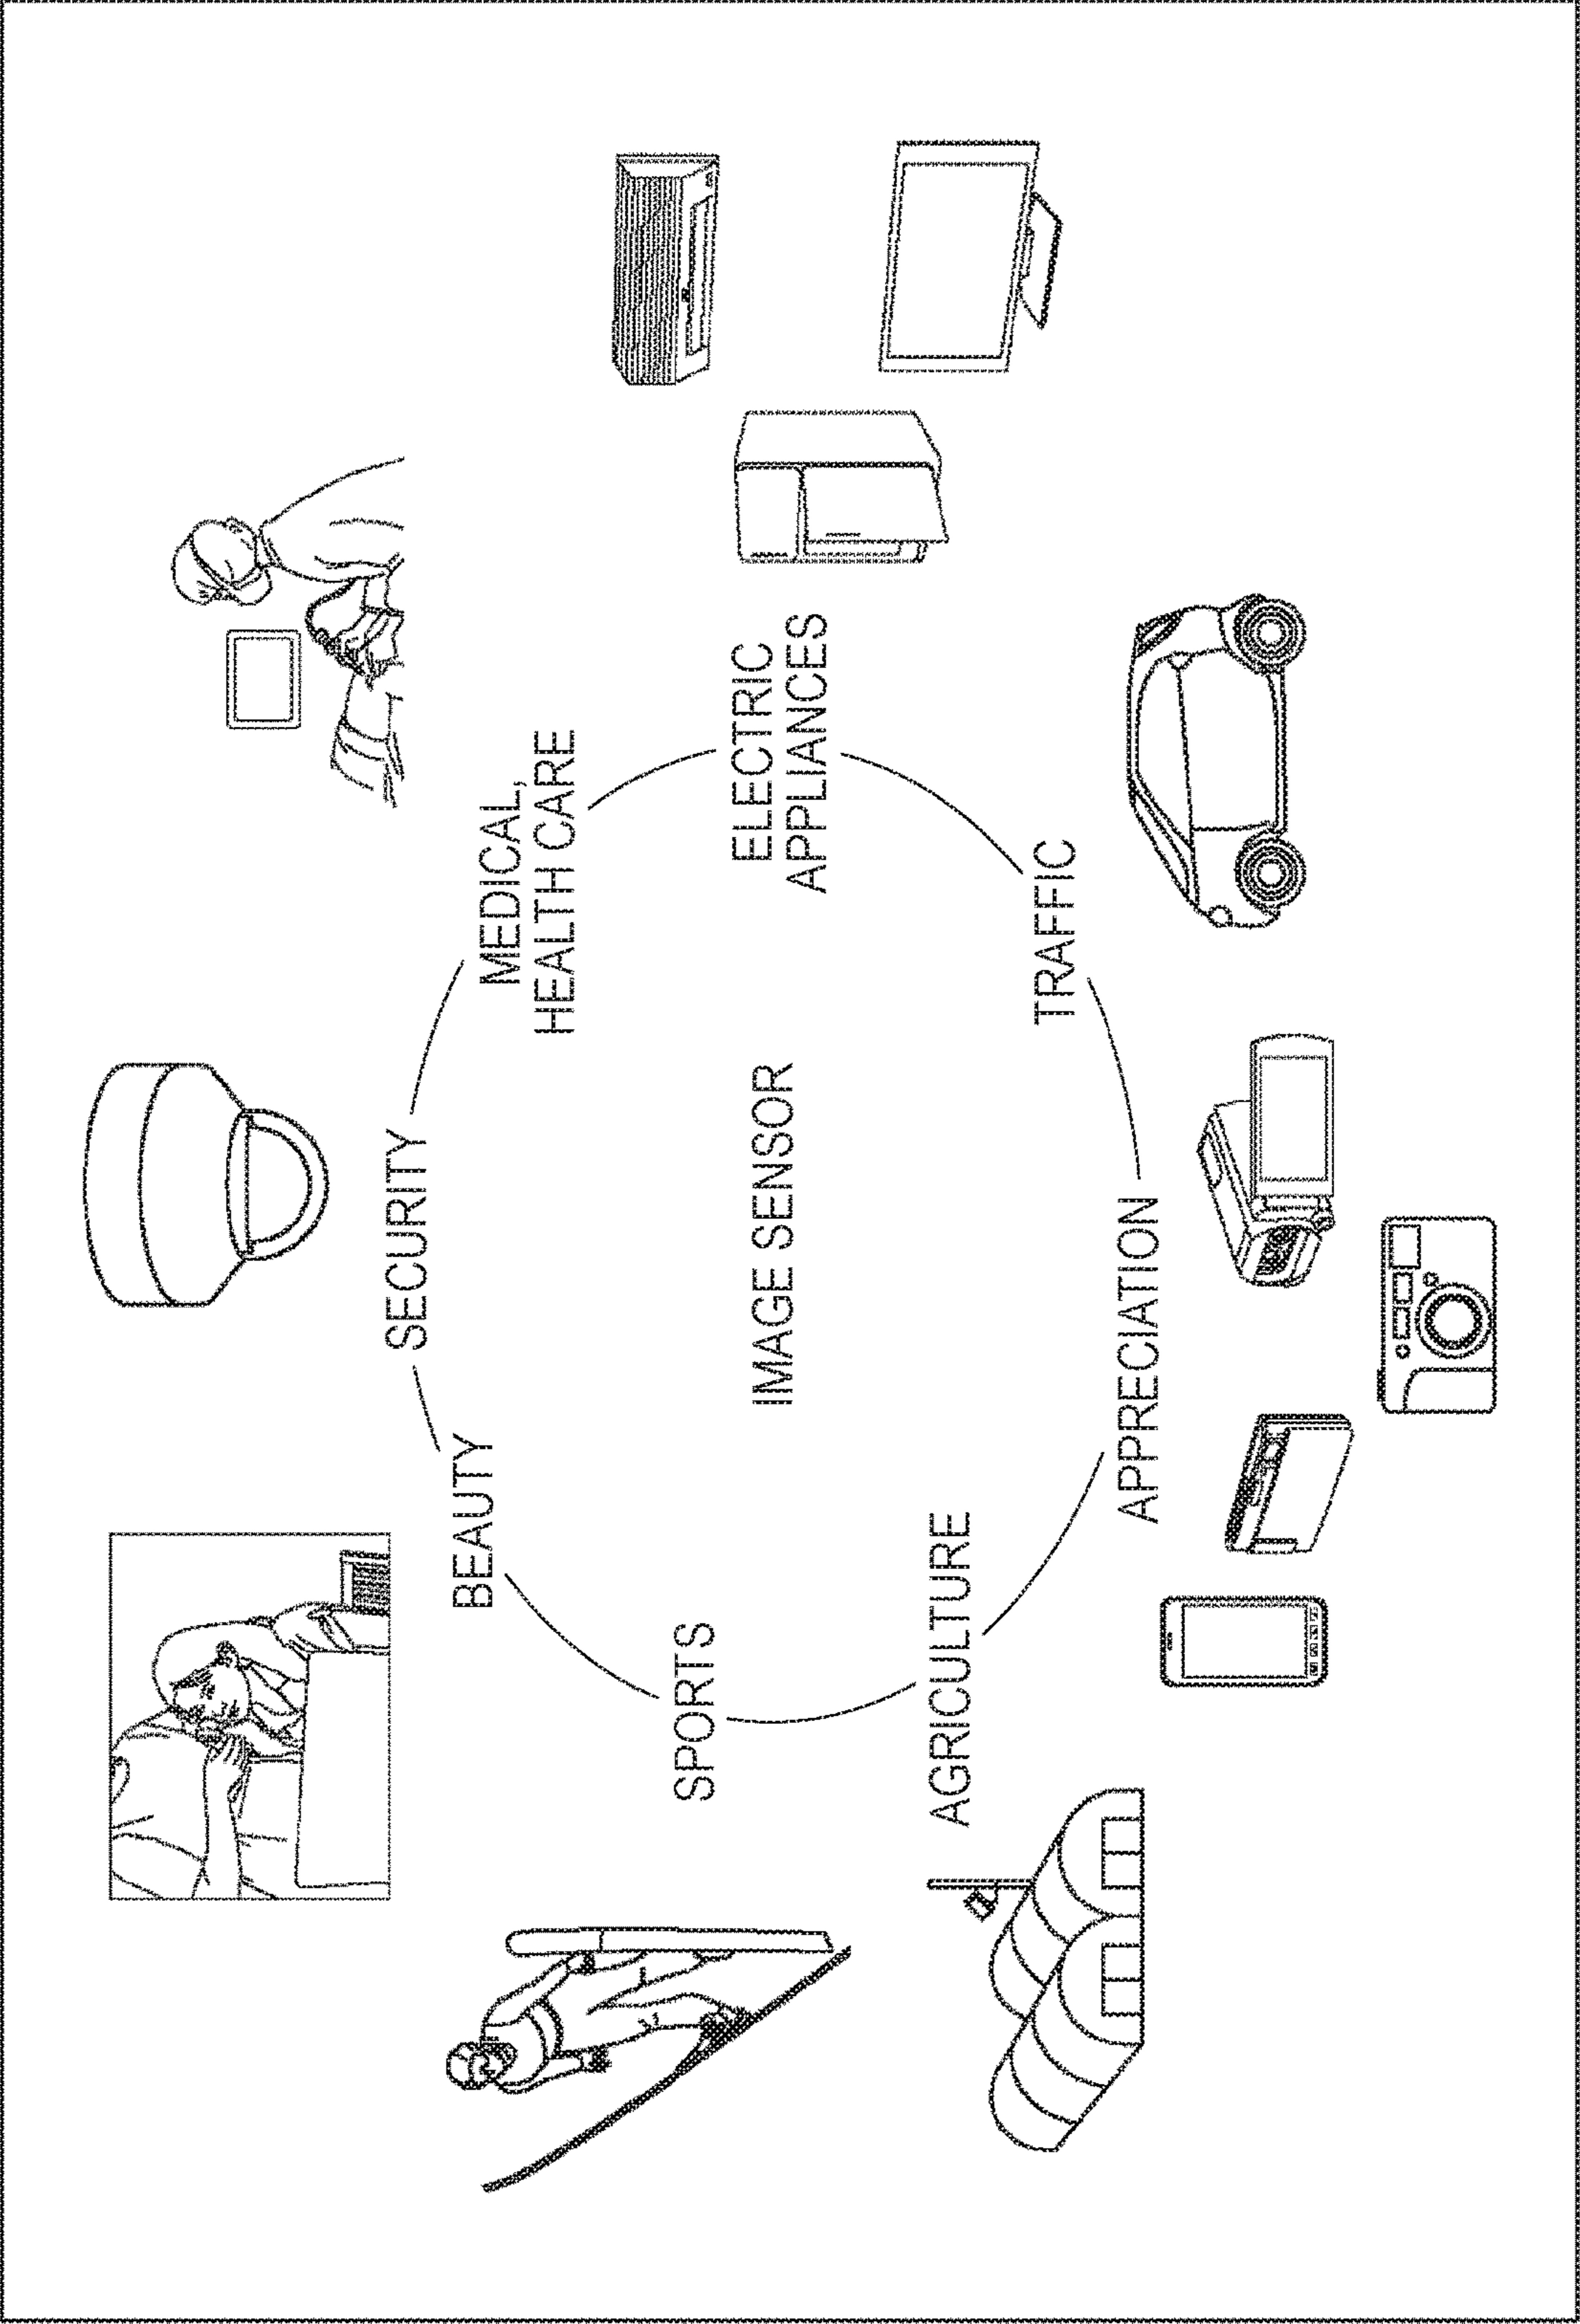 SECURITY
BEAUTY
MEDICAL,
HEALTH CARE
SPORTS
IMAGE SENSOR
ELECTRIC
APPLIANCES
AGRICULTURE
TRAFFIC
APPRECIATION